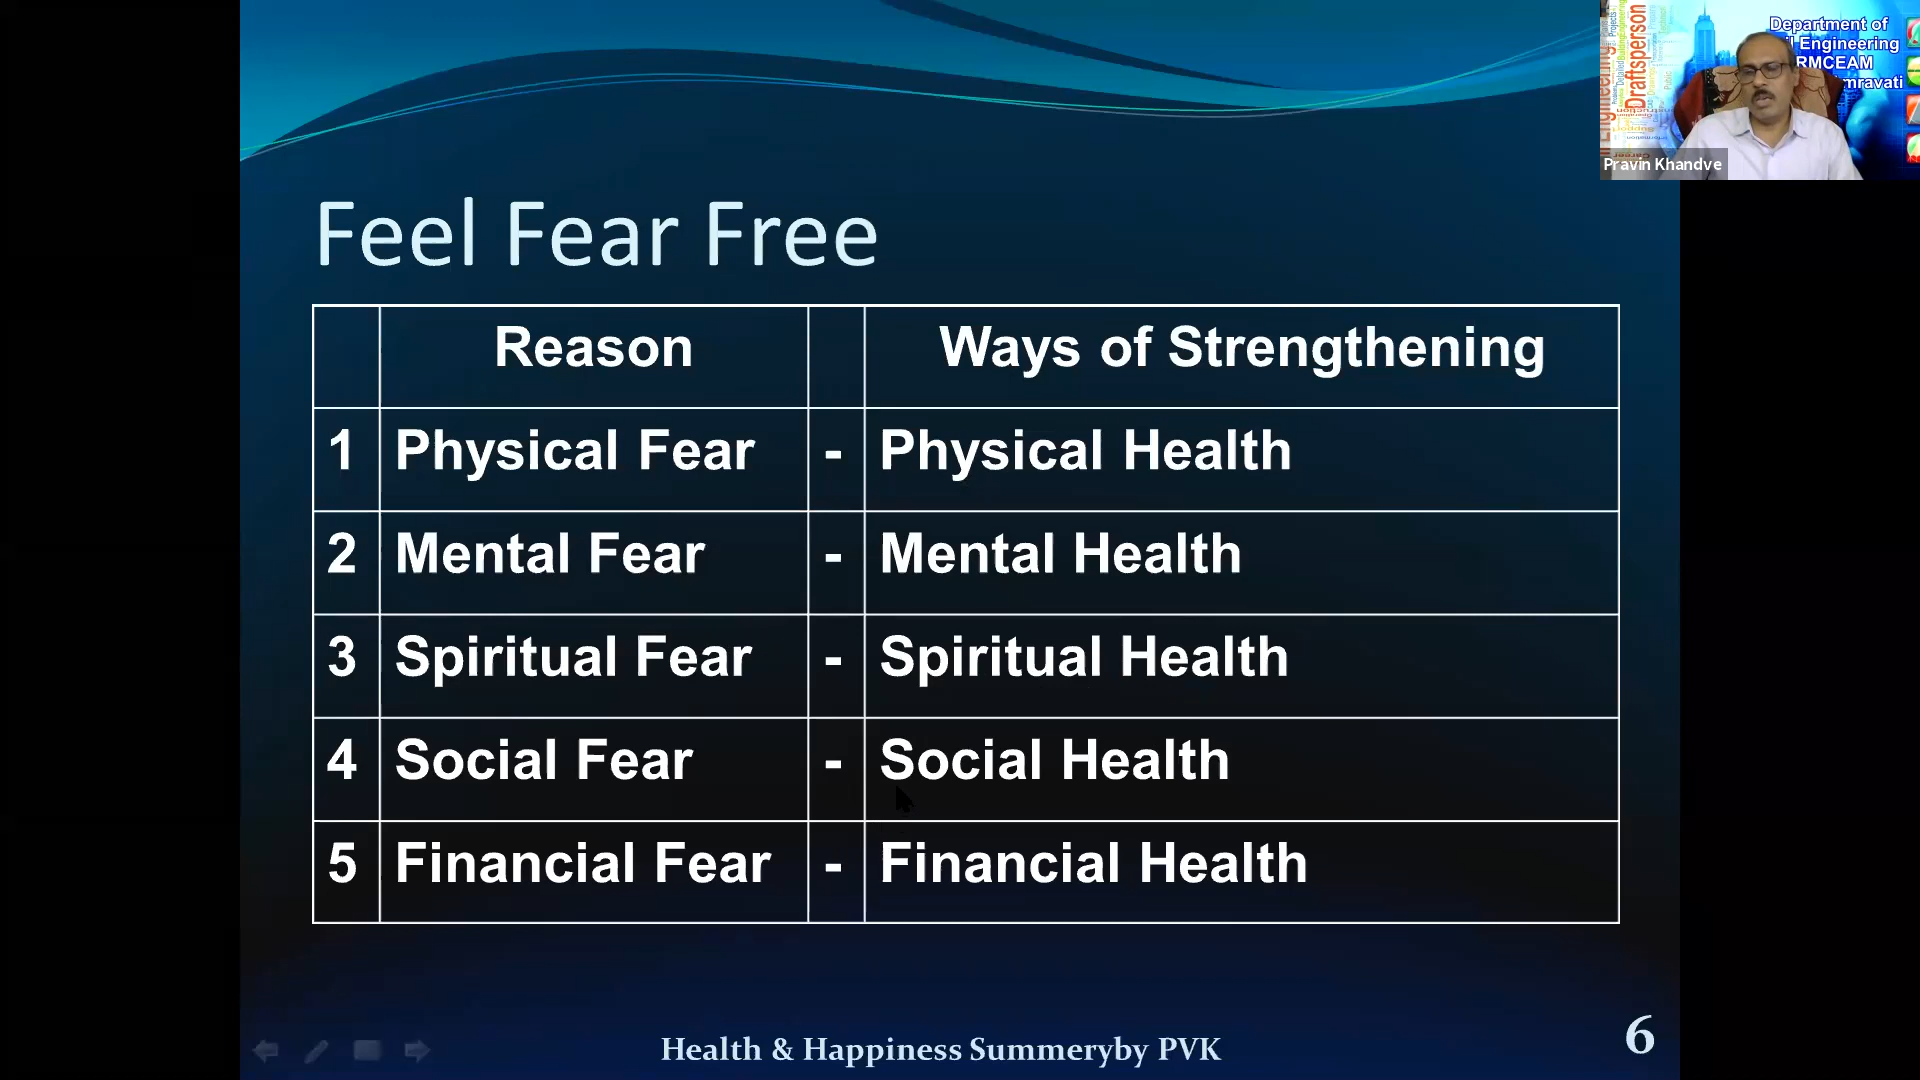 Feel Fear Free
Reason Ways of Strengthening
1 Physical Fear - Physical Health
2 Mental Fear - Mental Health
3 Spiritual Fear - Spiritual Health
4 Social Fear - Social Health
5 Financial Fear - Financial Health
Health & Happiness Summeryby PVK
6
Department of
Engineering
RMCEAM
mravati
Draftsperson
Pravin Khandve